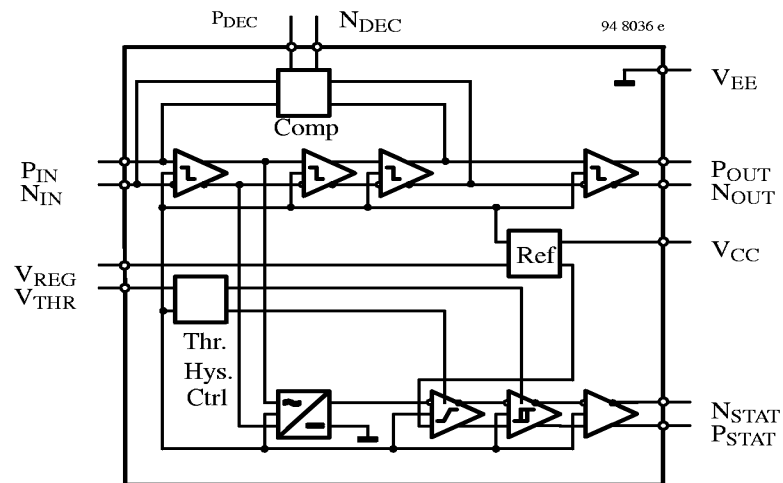 PDEC NDEC 94 8036 e
VEE
Comp
PIN
NIN
POUT
NOUT
Ref
VCC
VREG
VTHR
Thr.
Hys.
Ctrl
NSTAT
PSTAT